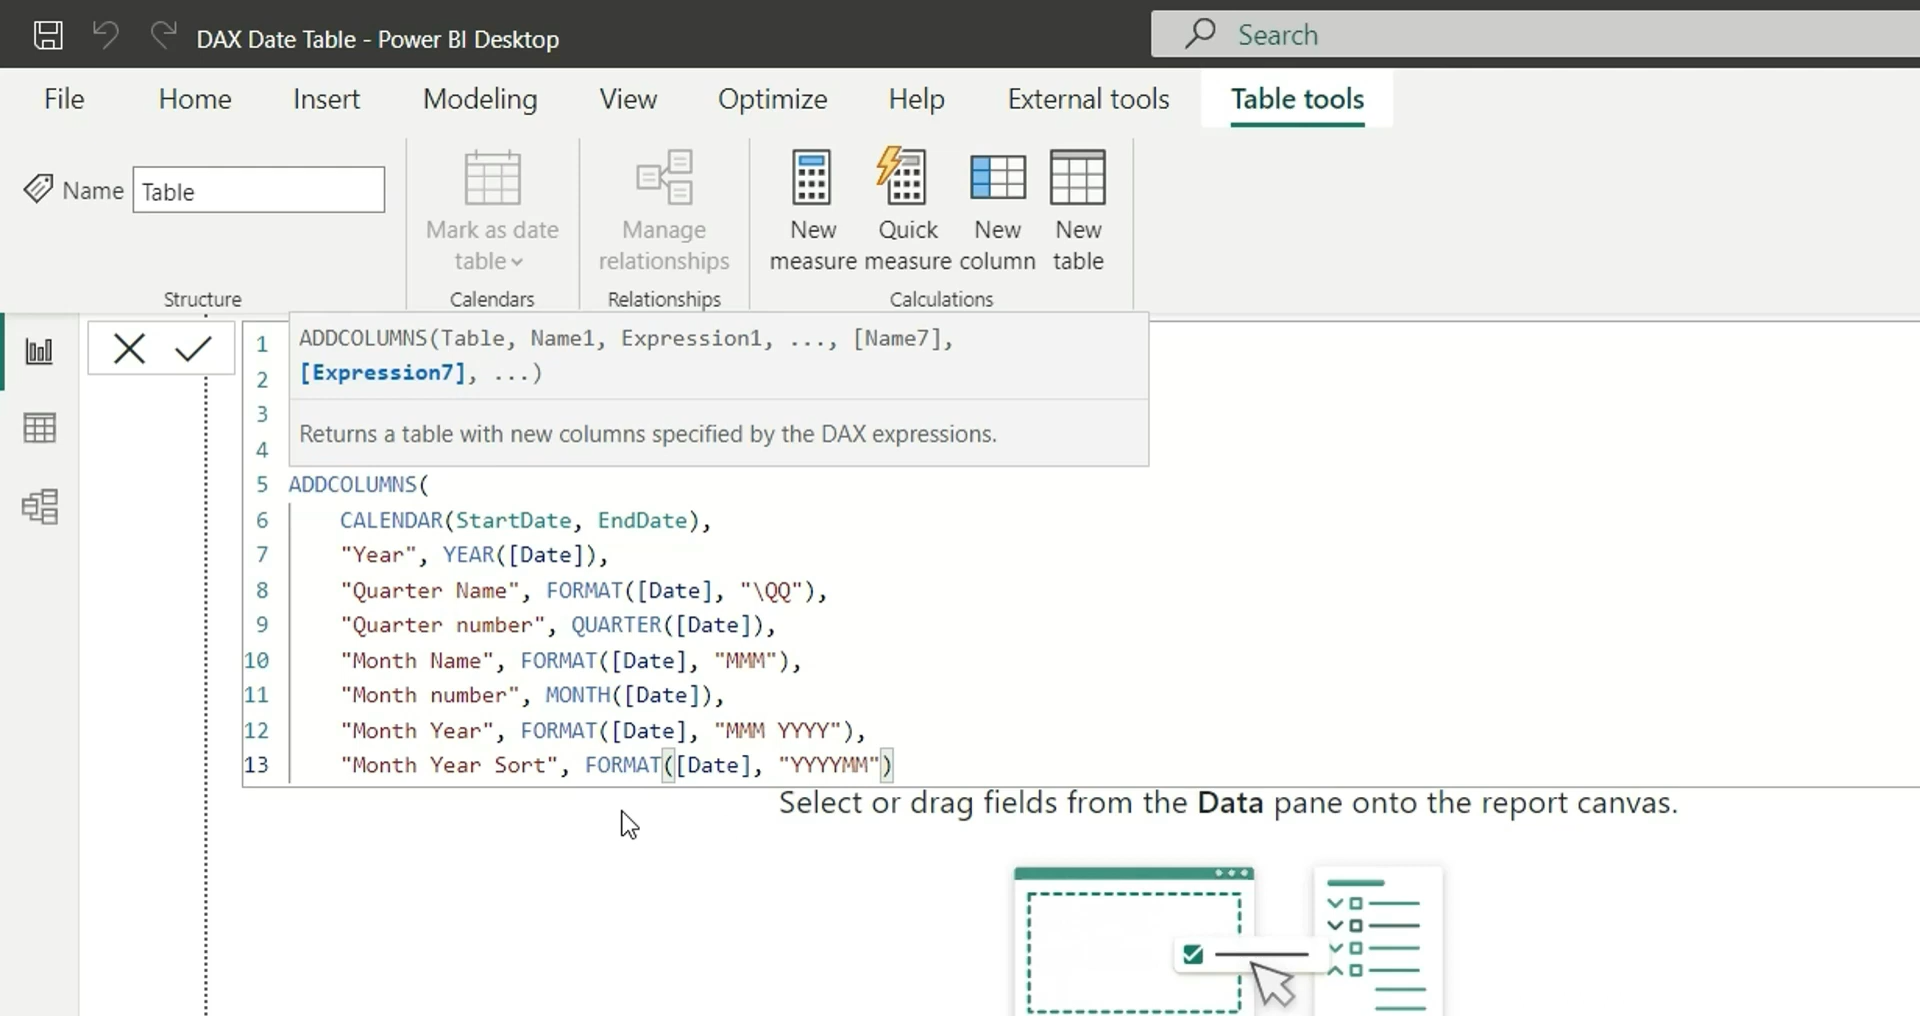 DAX Date Table - Power BI Desktop
Search
File Home Insert Modeling View Optimize Help External tools Table tools
Name Table
Mark as date table
Manage relationships
New measure
Quick measure
New column
New table
Structure
Calendars
Relationships
Calculations
1
2
3
4
ADDCOLUMNS(Table, Name1, Expression1, ..., [Name7],
[Expression7], ...)
Returns a table with new columns specified by the DAX expressions.
5 ADDCOLUMNS(
6 CALENDAR(StartDate, EndDate),
7 "Year", YEAR([Date]),
8 "Quarter Name", FORMAT([Date], "\QQ"),
9 "Quarter number", QUARTER([Date]),
10 "Month Name", FORMAT([Date], "MMM"),
11 "Month number", MONTH([Date]),
12 "Month Year", FORMAT([Date], "MMM YYYY"),
13 "Month Year Sort", FORMAT([Date], "YYYYMM")
Select or drag fields from the Data pane onto the report canvas.